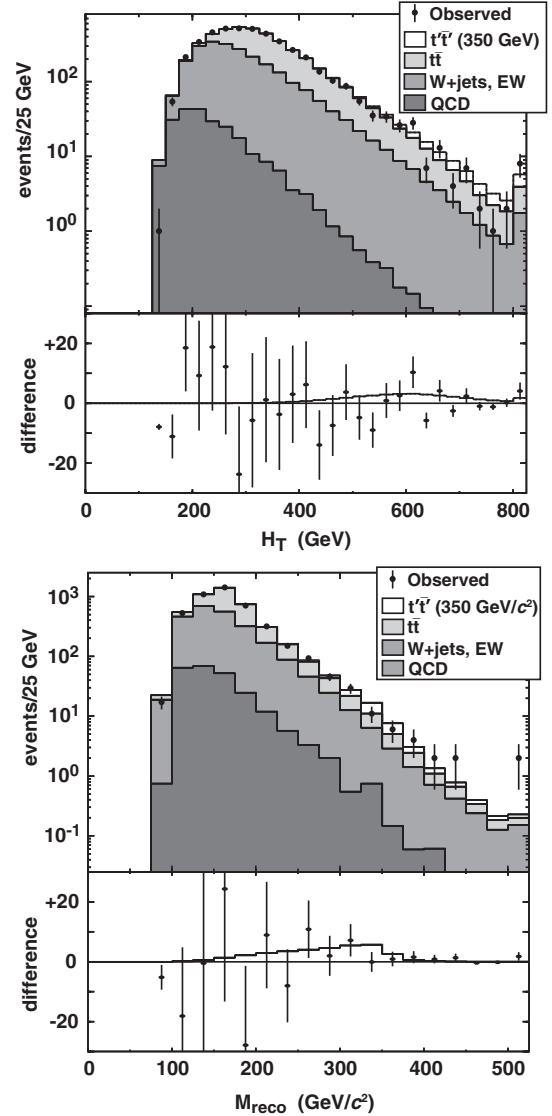 Observed
t′t̄′ (350 GeV)
tt̄
W+jets, EW
QCD
events/25 GeV
10²
10¹
10⁰
difference
+20
0
-20
0 200 400 600 800
H_T (GeV)
Observed
t′t̄′ (350 GeV/c²)
tt̄
W+jets, EW
QCD
events/25 GeV
10³
10²
10¹
10⁰
10⁻¹
difference
+20
0
-20
0 100 200 300 400 500
M_reco (GeV/c²)